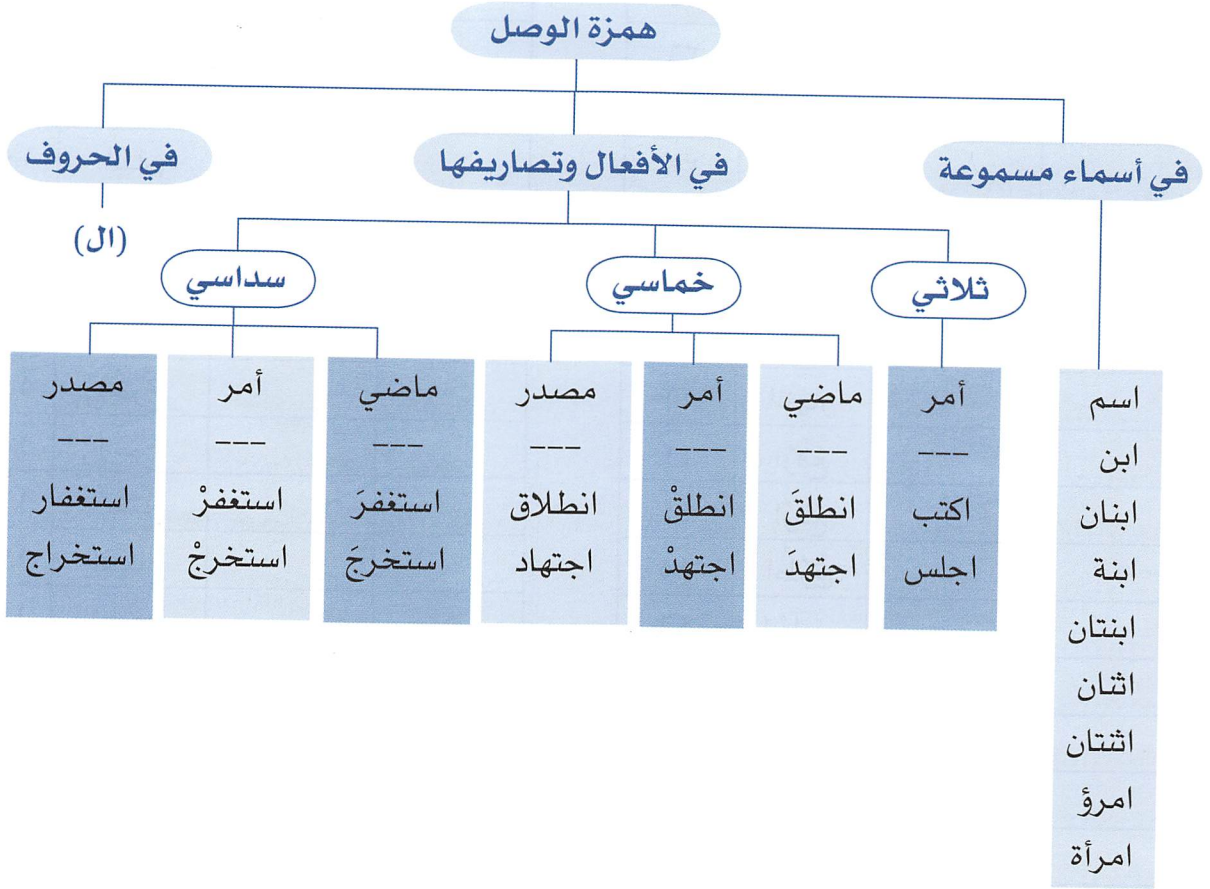 همزة الوصل
في أسماء مسموعة
في الأفعال وتصاريفها
في الحروف
(ال)
ثلاثي
خماسي
سداسي
اسم
ابن
ابنان
ابنة
ابنتان
اثنان
اثنتان
امرؤ
امرأة
أمر
---
اكتب
اجلس
ماضي
---
انطلقَ
اجتهدَ
أمر
---
انطلقْ
اجتهدْ
مصدر
---
انطلاق
اجتهاد
ماضي
---
استغفرَ
استخرجَ
أمر
---
استغفرْ
استخرجْ
مصدر
---
استغفار
استخراج